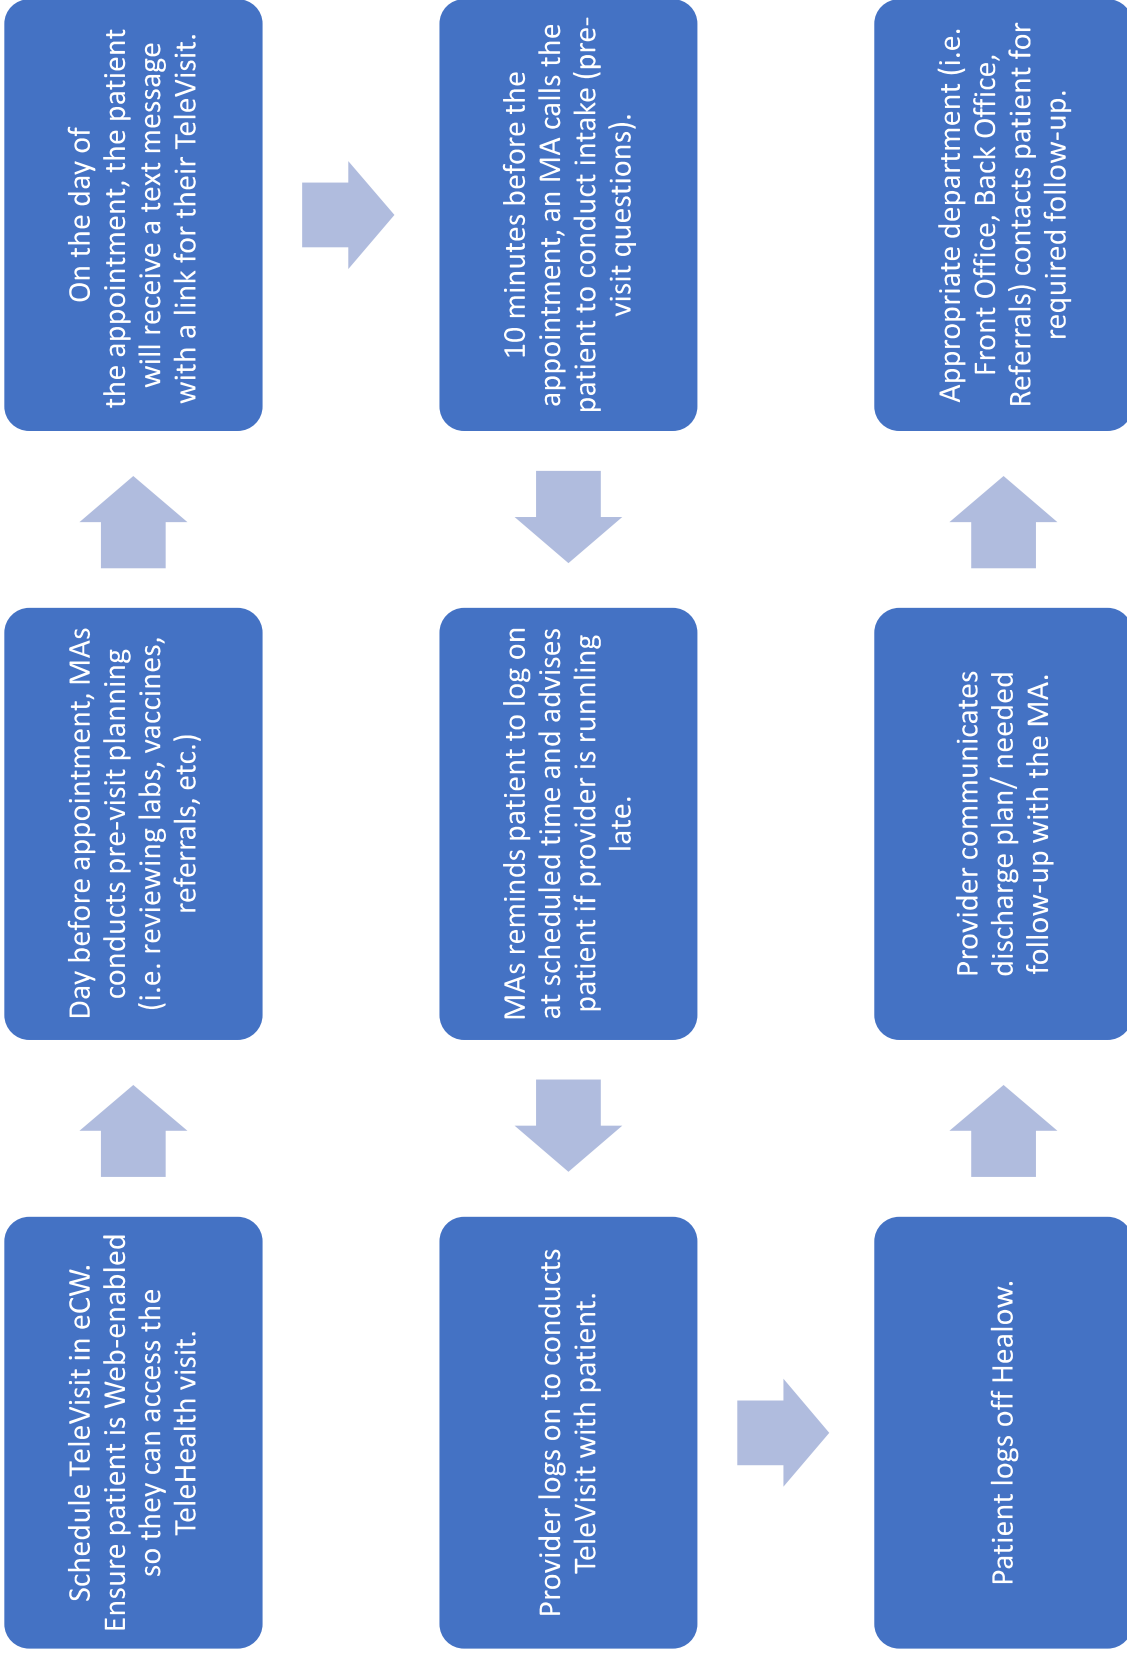 Schedule TeleVisit in eCW.
Ensure patient is Web-enabled
so they can access the
TeleHealth visit.
Day before appointment, MAs
conducts pre-visit planning
(i.e. reviewing labs, vaccines,
referrals, etc.)
On the day of
the appointment, the patient
will receive a text message
with a link for their TeleVisit.
10 minutes before the
appointment, an MA calls the
patient to conduct intake (pre-
visit questions).
MAs reminds patient to log on
at scheduled time and advises
patient if provider is runnling
late.
Provider logs on to conducts
TeleVisit with patient.
Patient logs off Healow.
Provider communicates
discharge plan/ needed
follow-up with the MA.
Appropriate department (i.e.
Front Office, Back Office,
Referrals) contacts patient for
required follow-up.